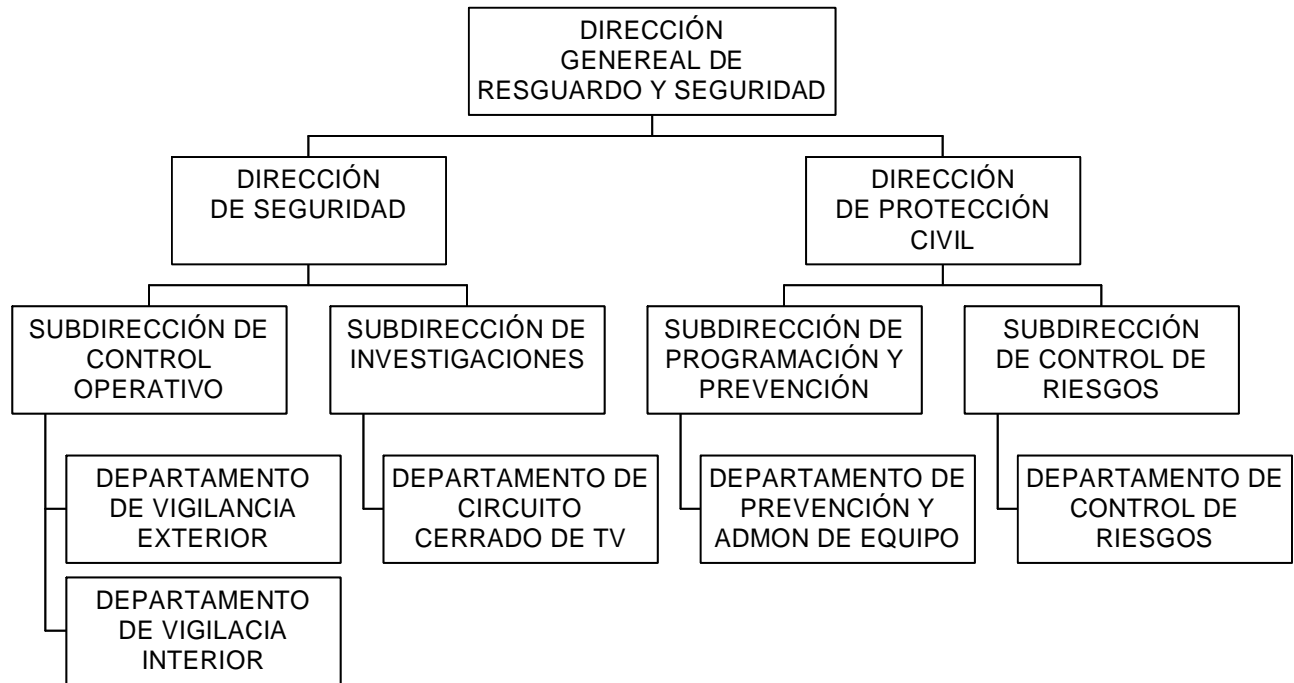 DIRECCIÓN
GENEREAL DE
RESGUARDO Y SEGURIDAD
DIRECCIÓN
DE SEGURIDAD
DIRECCIÓN
DE PROTECCIÓN
CIVIL
SUBDIRECCIÓN DE
CONTROL
OPERATIVO
SUBDIRECCIÓN DE
INVESTIGACIONES
SUBDIRECCIÓN DE
PROGRAMACIÓN Y
PREVENCIÓN
SUBDIRECCIÓN
DE CONTROL DE
RIESGOS
DEPARTAMENTO
DE VIGILANCIA
EXTERIOR
DEPARTAMENTO DE
CIRCUITO
CERRADO DE TV
DEPARTAMENTO DE
PREVENCIÓN Y
ADMON DE EQUIPO
DEPARTAMENTO DE
CONTROL DE
RIESGOS
DEPARTAMENTO
DE VIGILACIA
INTERIOR